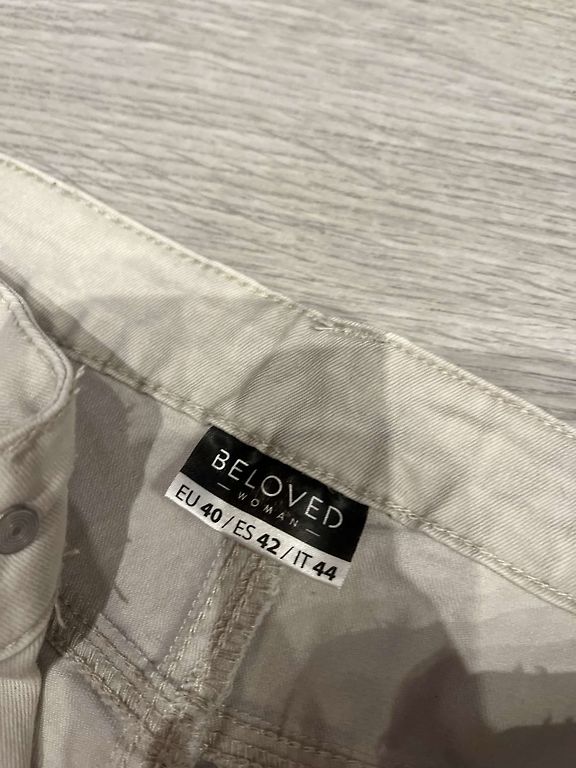 BELOVED
— WOMAN —
EU 40 / ES 42 / IT 44